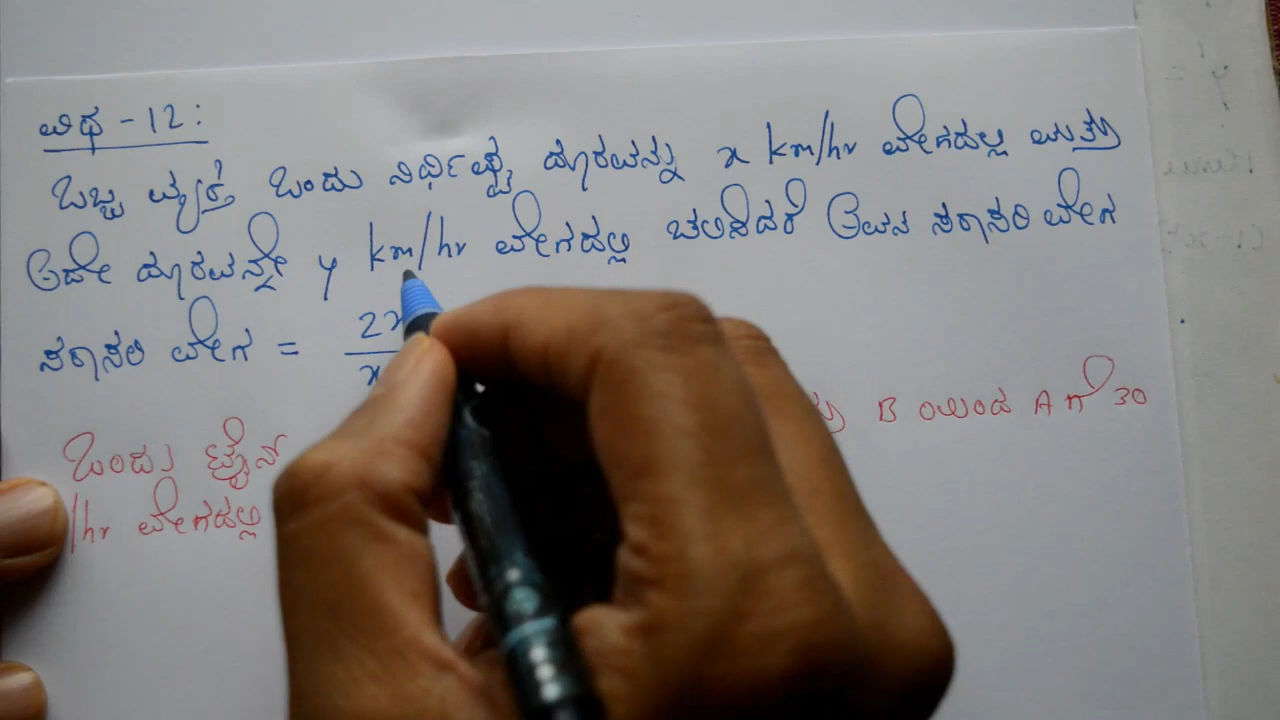 ವಿಧ - 12:
ಒಬ್ಬ ವ್ಯಕ್ತಿ ಒಂದು ನಿರ್ಧಿಷ್ಟ ದೂರವನ್ನು x km/hr ವೇಗದಲ್ಲಿ ಮತ್ತು
ಅದೇ ದೂರವನ್ನೇ y km/hr ವೇಗದಲ್ಲಿ ಚಲಿಸಿದರೆ ಅವನ ಸರಾಸರಿ ವೇಗ
ಸರಾಸರಿ ವೇಗ = 2x
x
ಒಂದು ಟ್ರೈನ್ B ಯಿಂದ A ಗೆ 30
/hr ವೇಗದಲ್ಲಿ